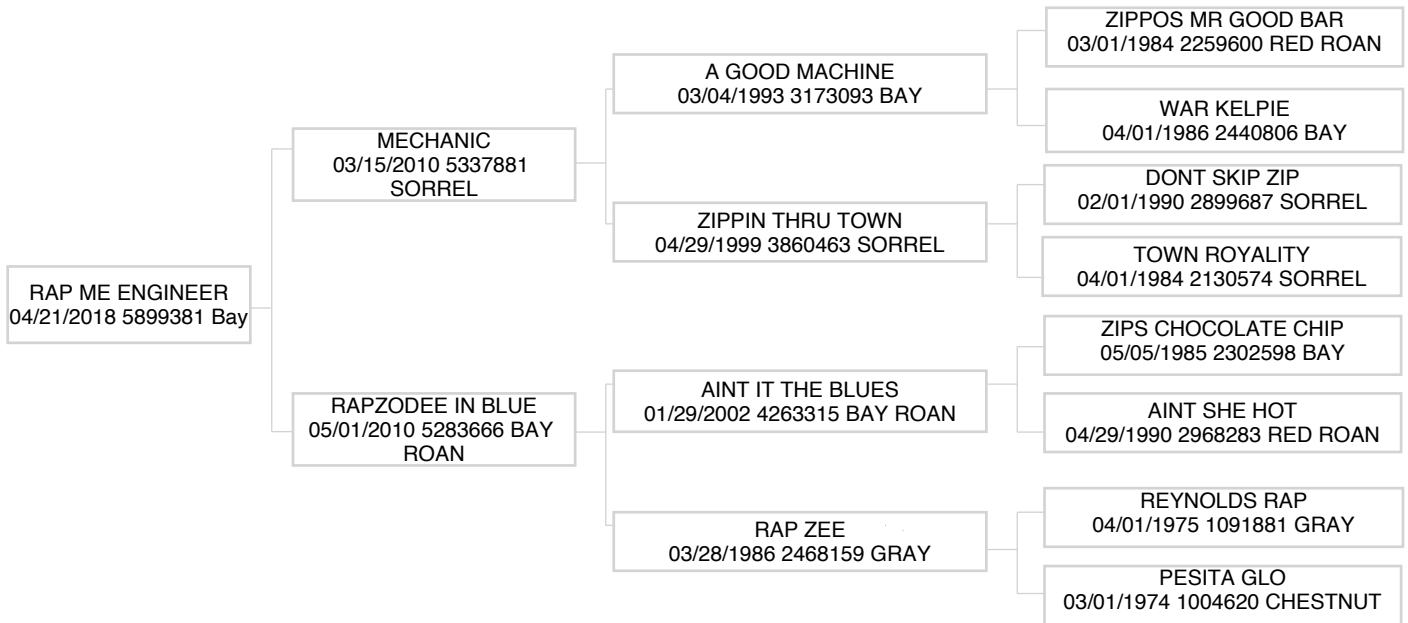 ZIPPOS MR GOOD BAR
03/01/1984 2259600 RED ROAN
A GOOD MACHINE
03/04/1993 3173093 BAY
WAR KELPIE
04/01/1986 2440806 BAY
MECHANIC
03/15/2010 5337881
SORREL
DONT SKIP ZIP
02/01/1990 2899687 SORREL
ZIPPIN THRU TOWN
04/29/1999 3860463 SORREL
TOWN ROYALITY
04/01/1984 2130574 SORREL
RAP ME ENGINEER
04/21/2018 5899381 Bay
ZIPS CHOCOLATE CHIP
05/05/1985 2302598 BAY
AINT IT THE BLUES
01/29/2002 4263315 BAY ROAN
AINT SHE HOT
04/29/1990 2968283 RED ROAN
RAPZODEE IN BLUE
05/01/2010 5283666 BAY
ROAN
REYNOLDS RAP
04/01/1975 1091881 GRAY
RAP ZEE
03/28/1986 2468159 GRAY
PESITA GLO
03/01/1974 1004620 CHESTNUT